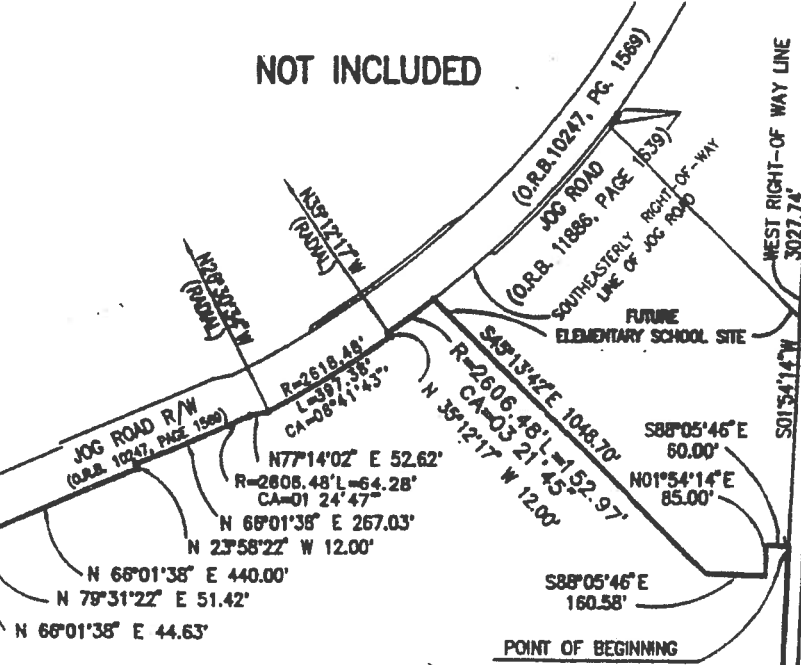 NOT INCLUDED
(O.R.B. 10247, PG. 1569)
JOG ROAD
(O.R.B. 11886, PAGE 1639)
SOUTHEASTERLY RIGHT-OF-WAY
LINE OF JOG ROAD
WEST RIGHT-OF WAY LINE
3027.74'
S01°54'14"W
N35°12'17"W
(RADIAL)
N26°30'34"W
(RADIAL)
FUTURE
ELEMENTARY SCHOOL SITE
R=2618.48'
L=397.38'
CA=08°41'43"
S45°13'42"E 1048.70'
R=2606.48' L=152.97'
CA=03 21'45"
N 35°12'17" W 12.00'
JOG ROAD R/W
(O.R.B. 10247, PAGE 1569)
N77°14'02" E 52.62'
R=2606.48' L=64.28'
CA=01 24'47"
N 66°01'38" E 267.03'
N 23°58'22" W 12.00'
N 66°01'38" E 440.00'
N 79°31'22" E 51.42'
N 66°01'38" E 44.63'
S88°05'46"E
60.00'
N01°54'14"E
85.00'
S88°05'46"E
160.58'
POINT OF BEGINNING